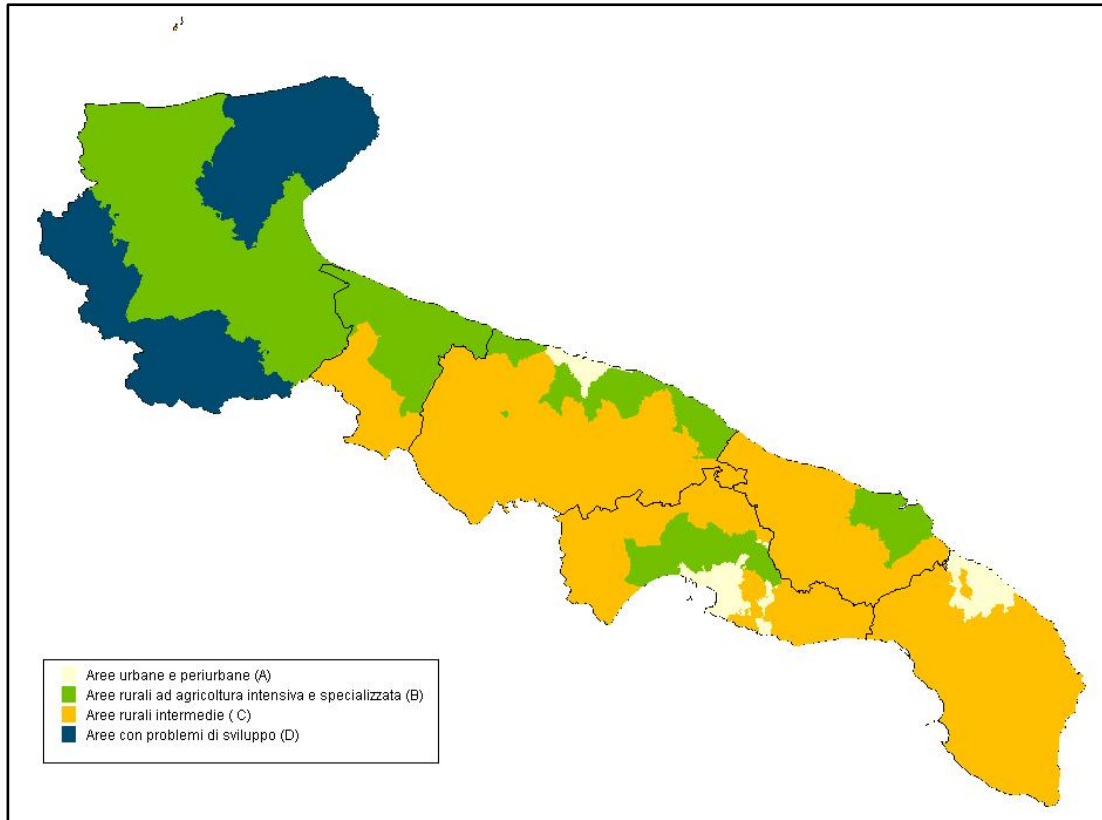 Aree urbane e periurbane (A)
Aree rurali ad agricoltura intensiva e specializzata (B)
Aree rurali intermedie ( C)
Aree con problemi di sviluppo (D)